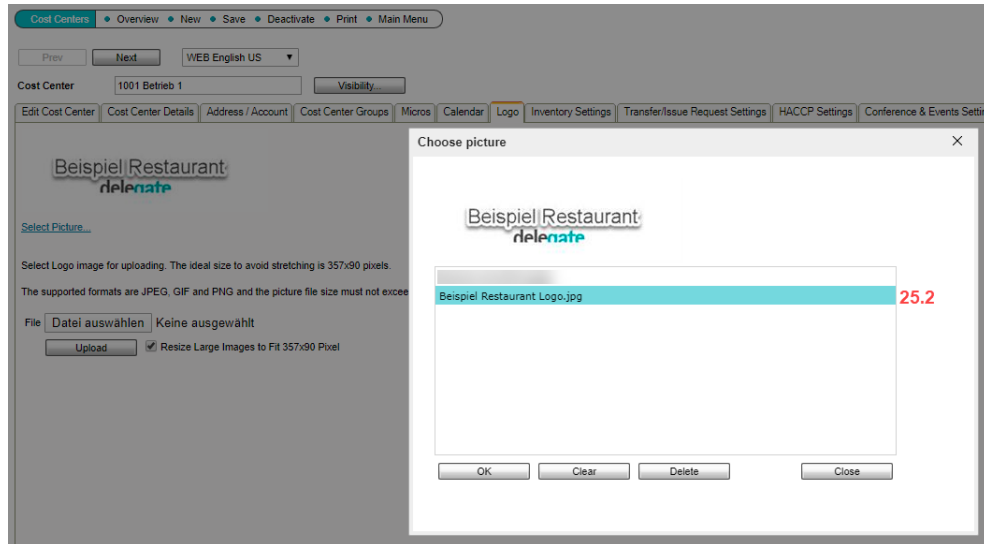 Cost Centers Overview New Save Deactivate Print Main Menu
Prev Next WEB English US
Cost Center 1001 Betrieb 1 Visibility...
Edit Cost Center Cost Center Details Address / Account Cost Center Groups Micros Calendar Logo Inventory Settings Transfer/Issue Request Settings HACCP Settings Conference & Events
Beispiel Restaurant
delegate
Select Picture...
Select Logo image for uploading. The ideal size to avoid stretching is 357x90 pixels.
The supported formats are JPEG, GIF and PNG and the picture file size must not
File Datei auswählen Keine ausgewählt
Upload Resize Large Images to Fit 357x90 Pixel
Choose picture
Beispiel Restaurant
delegate
Beispiel Restaurant Logo.jpg 25.2
OK Clear Delete Close